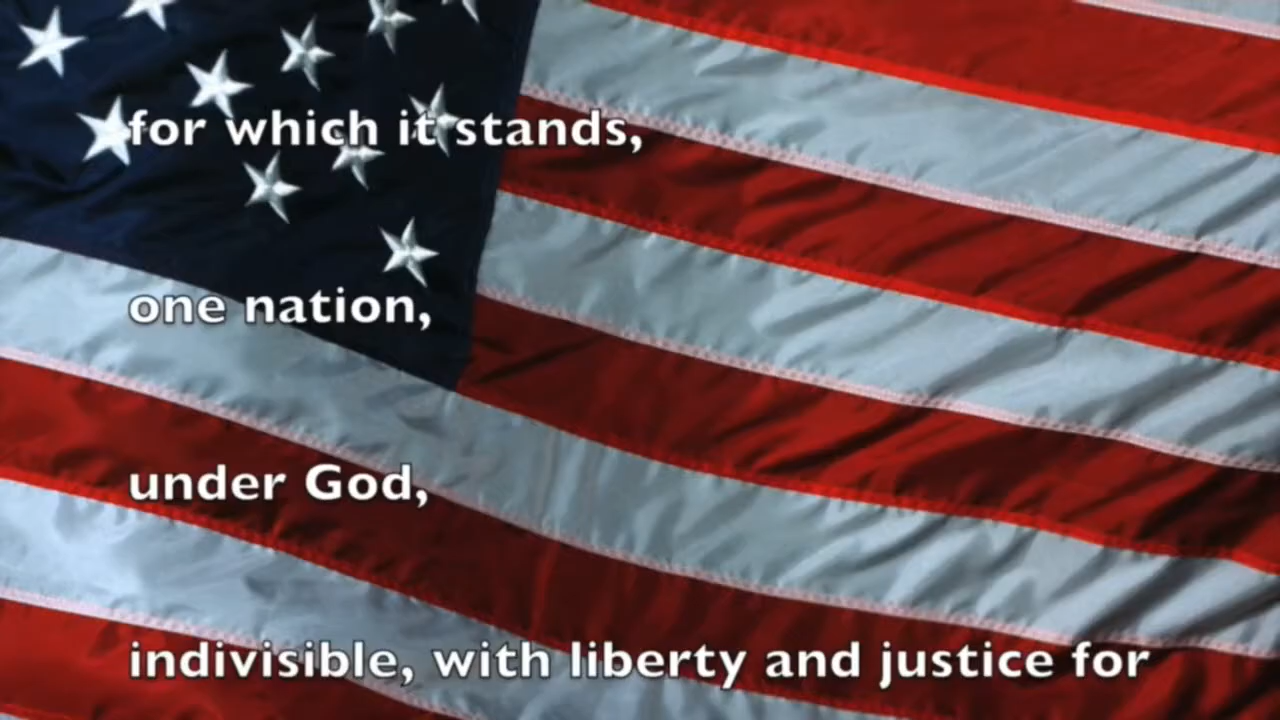 for which it stands,
one nation,
under God,
indivisible, with liberty and justice for